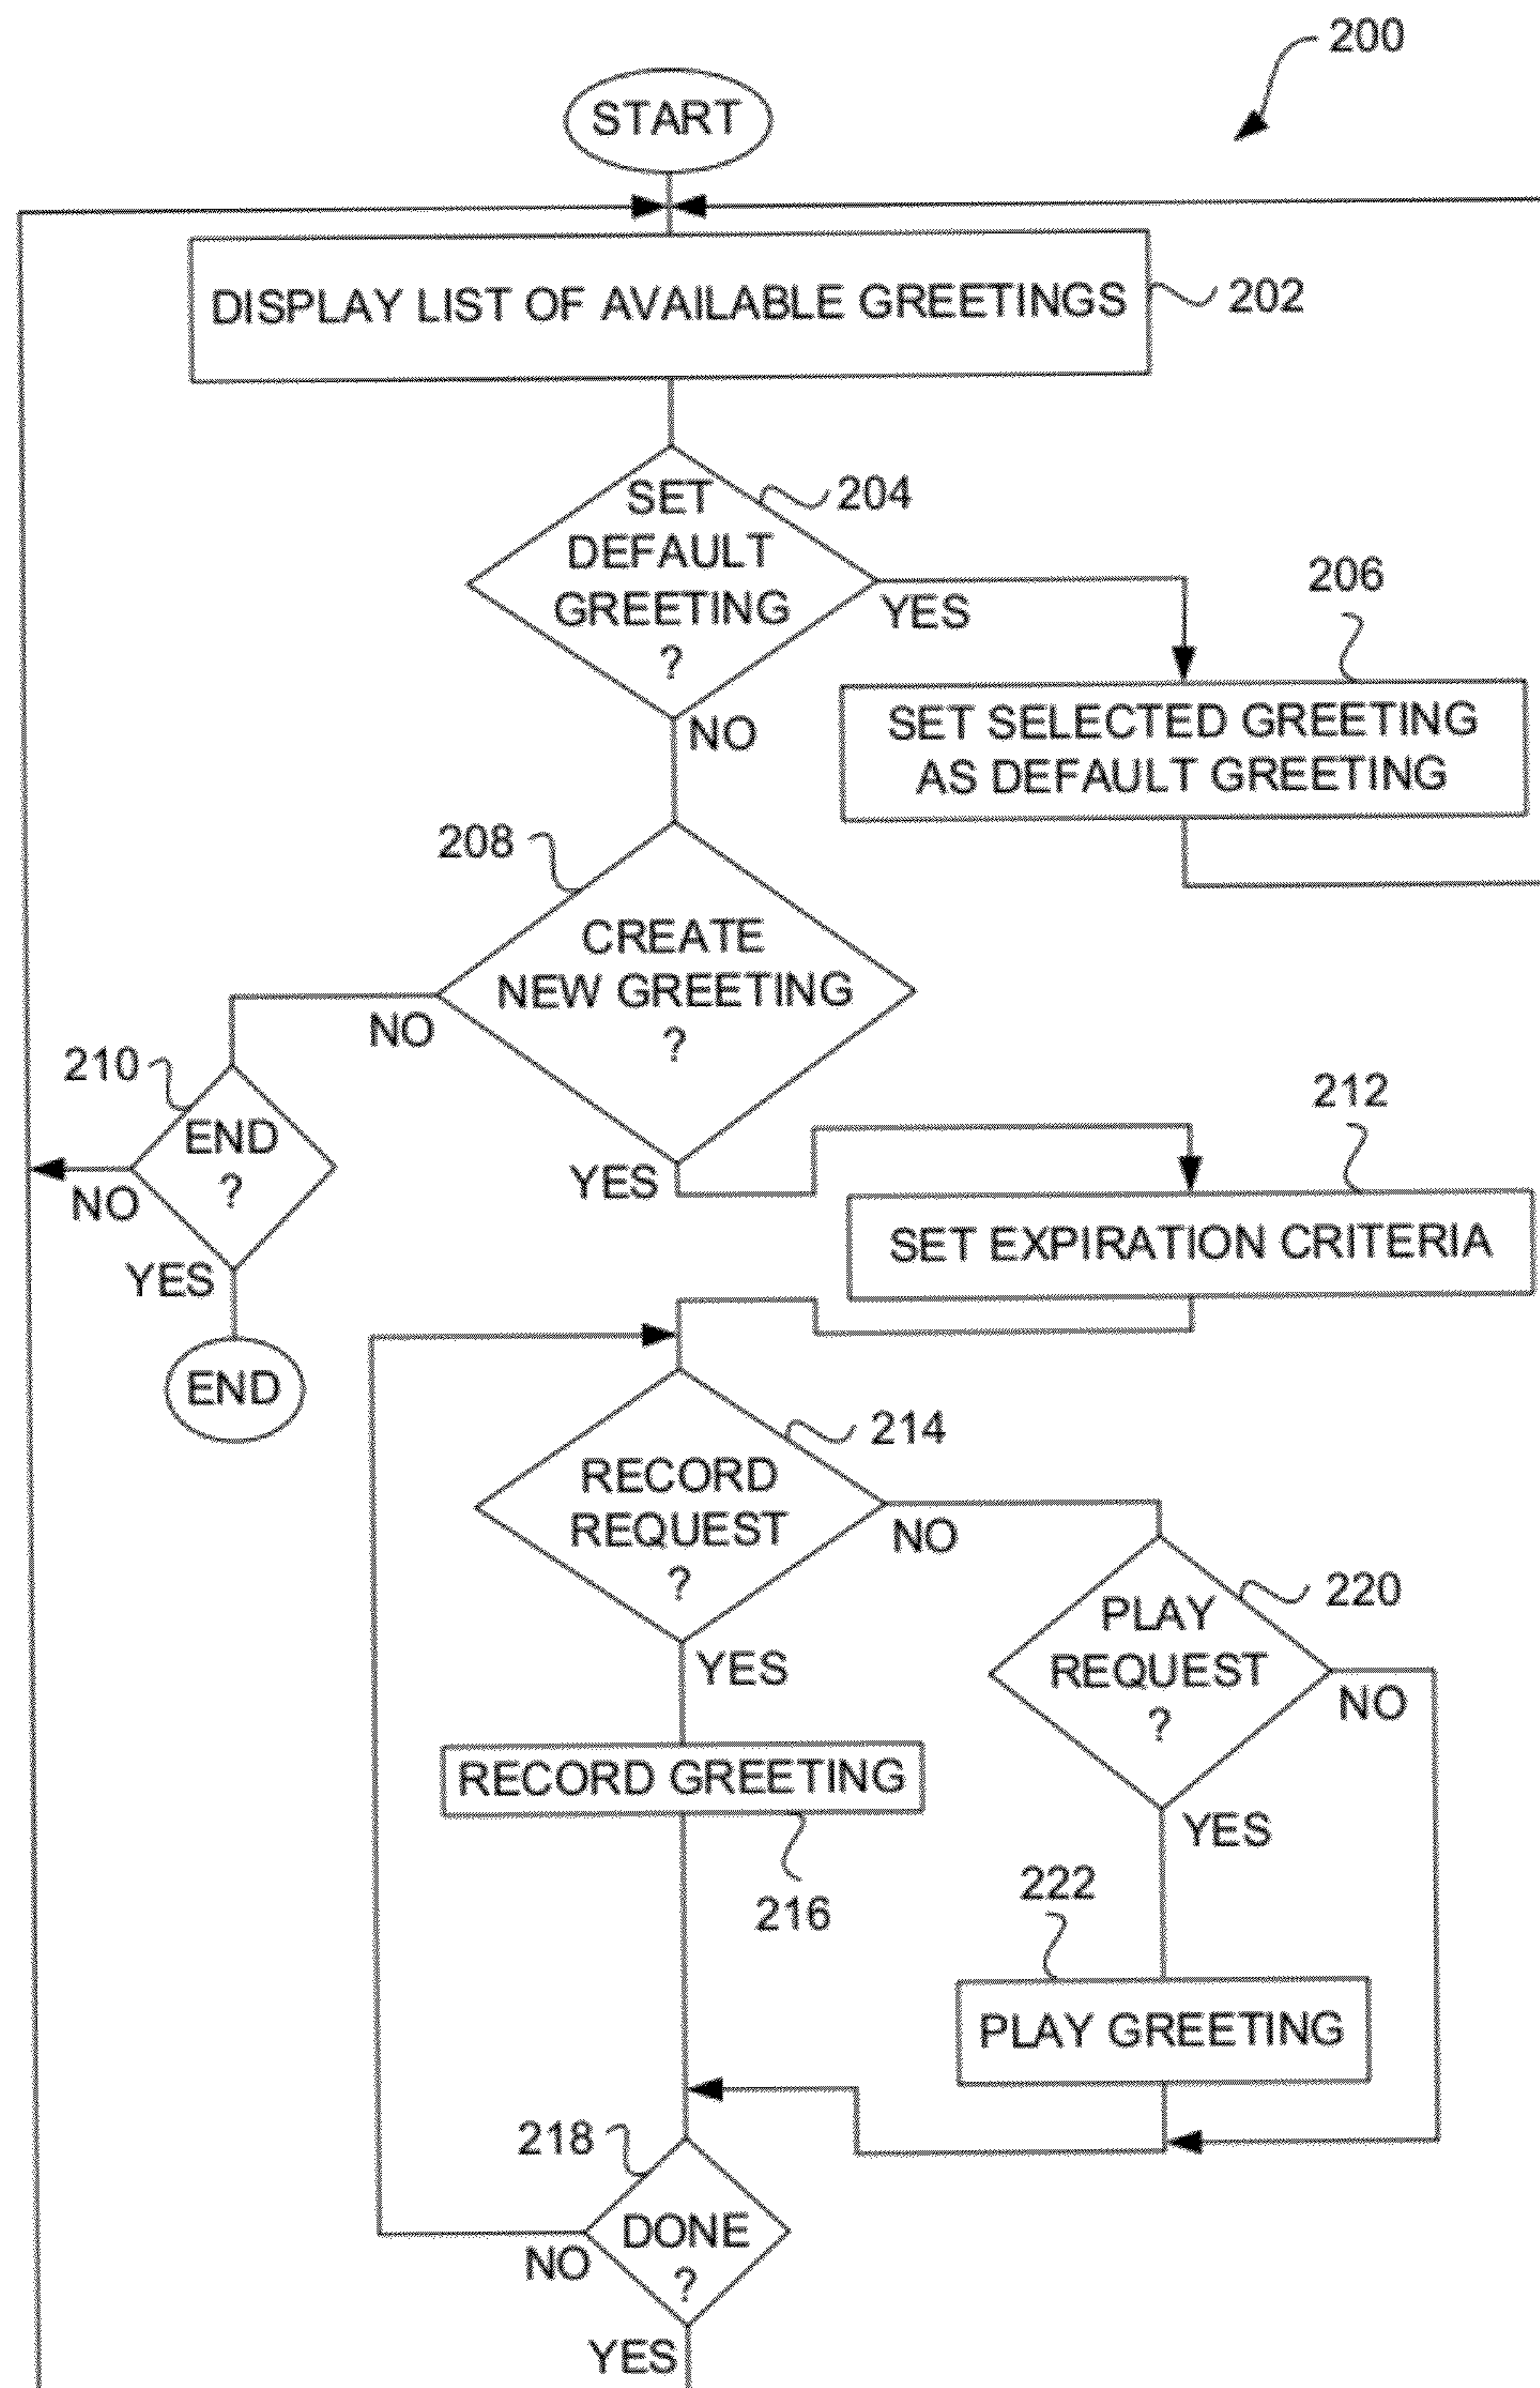 200
START
DISPLAY LIST OF AVAILABLE GREETINGS
202
SET
DEFAULT
GREETING
?
204
YES
NO
206
SET SELECTED GREETING
AS DEFAULT GREETING
208
CREATE
NEW GREETING
?
NO
YES
210
END
?
NO
YES
END
212
SET EXPIRATION CRITERIA
214
RECORD
REQUEST
?
NO
YES
220
PLAY
REQUEST
?
NO
YES
RECORD GREETING
216
222
PLAY GREETING
218
DONE
?
NO
YES